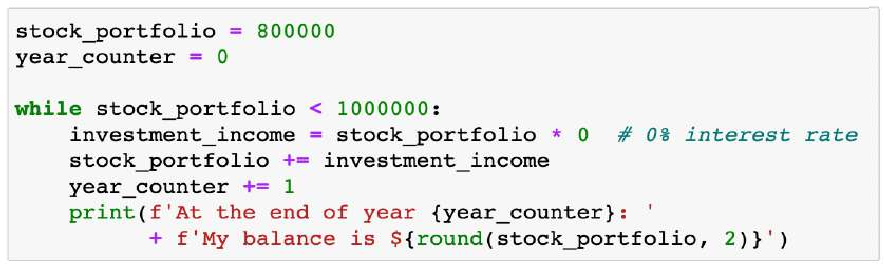 stock_portfolio = 800000
year_counter = 0

while stock_portfolio < 1000000:
    investment_income = stock_portfolio * 0  # 0% interest rate
    stock_portfolio += investment_income
    year_counter += 1
    print(f'At the end of year {year_counter}: '
          + f'My balance is ${round(stock_portfolio, 2)}')